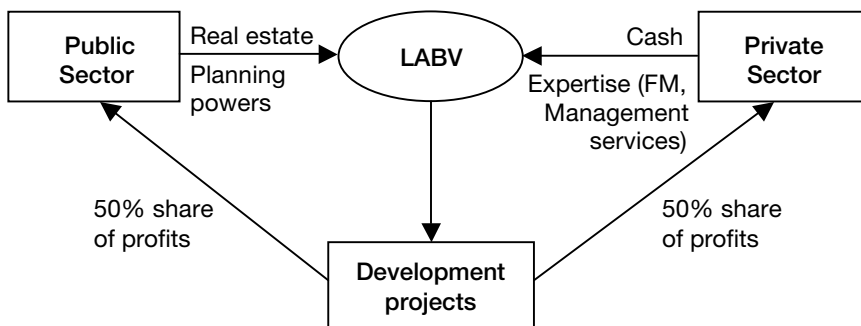 Public
Sector
Real estate
Planning
powers
LABV
Cash
Expertise (FM,
Management
services)
Private
Sector
50% share
of profits
50% share
of profits
Development
projects